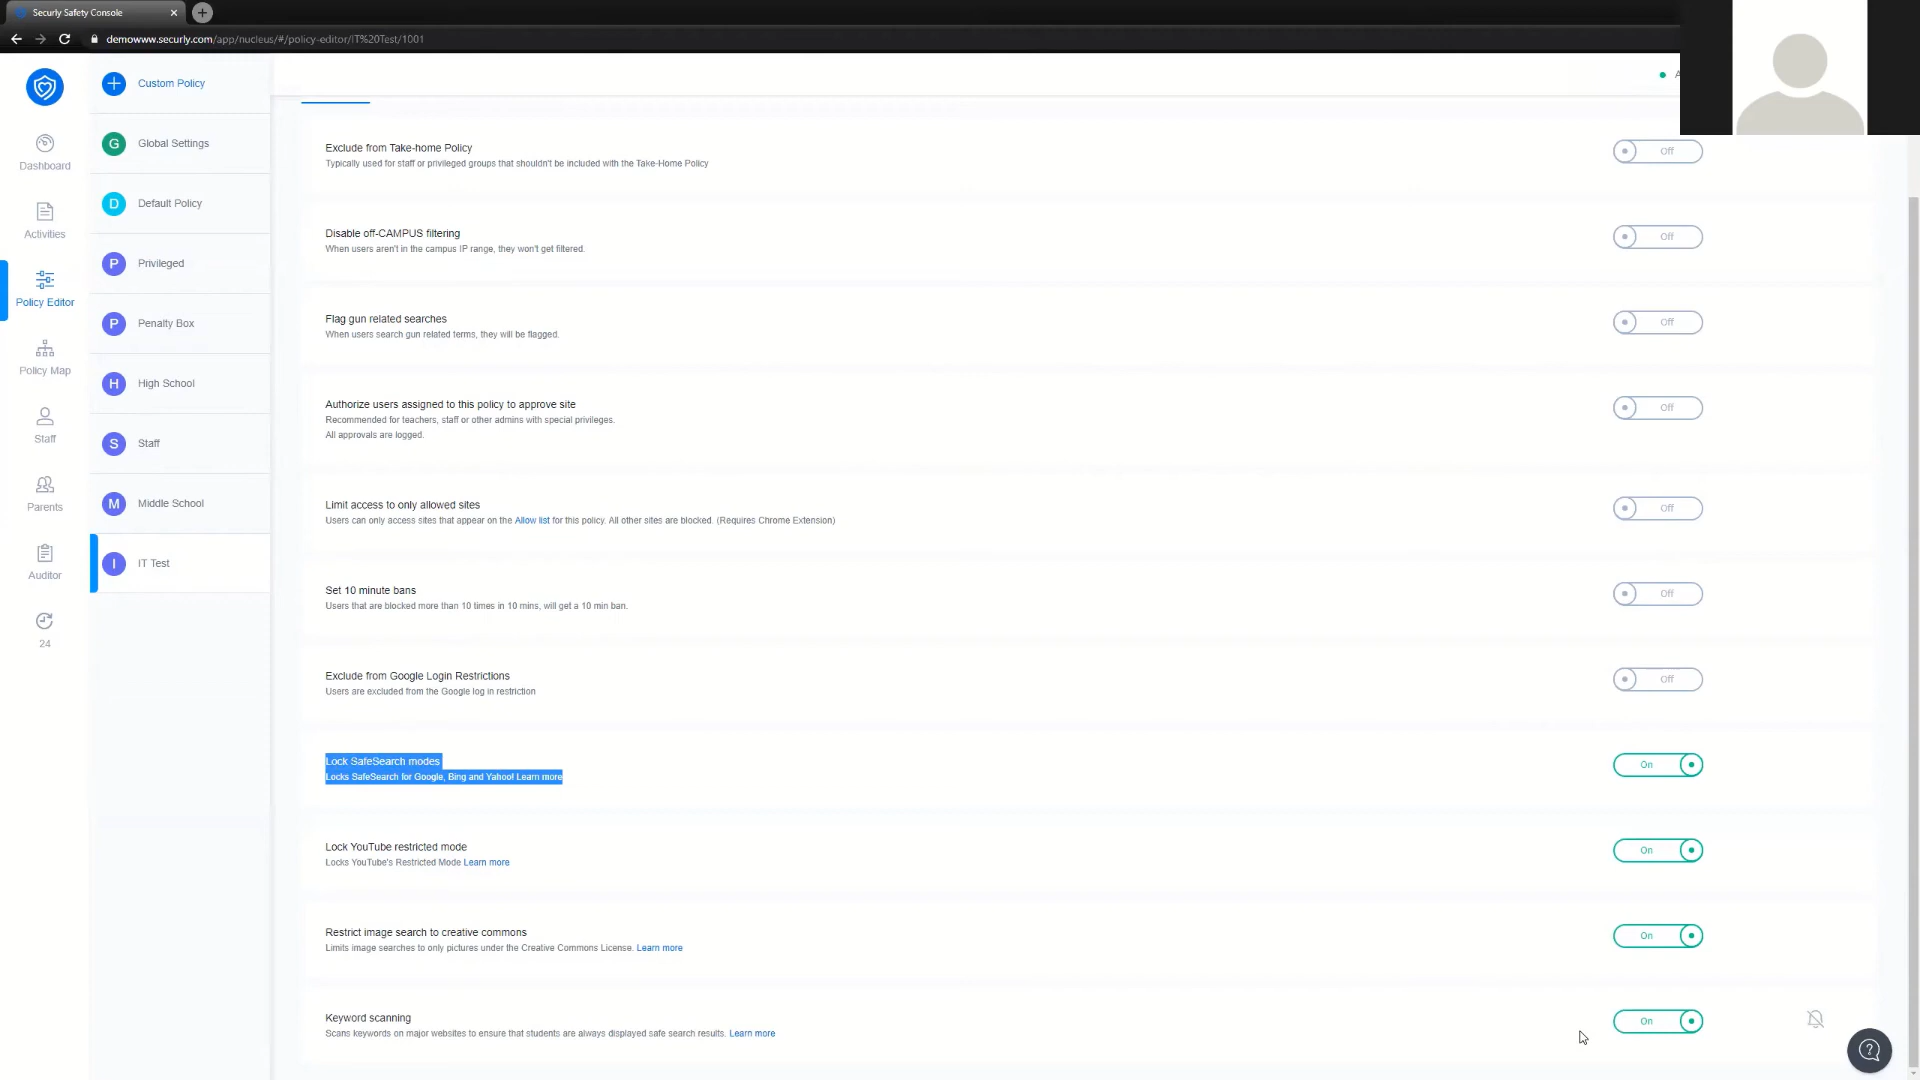 Securly Safety Console
demowww.securly.com/app/nucleus/#/policy-editor/IT%20Test/1001
Dashboard
Activities
Policy Editor
Policy Map
Staff
Parents
Auditor
24
Custom Policy
G Global Settings
D Default Policy
P Privileged
P Penalty Box
H High School
S Staff
M Middle School
I IT Test
Exclude from Take-home Policy
Typically used for staff or privileged groups that shouldn't be included with the Take-Home Policy
Off
Disable off-CAMPUS filtering
When users aren't in the campus IP range, they won't get filtered.
Off
Flag gun related searches
When users search gun related terms, they will be flagged.
Off
Authorize users assigned to this policy to approve site
Recommended for teachers, staff or other admins with special privileges.
All approvals are logged.
Off
Limit access to only allowed sites
Users can only access sites that appear on the Allow list for this policy. All other sites are blocked. (Requires Chrome Extension)
Off
Set 10 minute bans
Users that are blocked more than 10 times in 10 mins, will get a 10 min ban.
Off
Exclude from Google Login Restrictions
Users are excluded from the Google log in restriction
Off
Lock SafeSearch modes
Locks SafeSearch for Google, Bing and Yahoo! Learn more
On
Lock YouTube restricted mode
Locks YouTube's Restricted Mode Learn more
On
Restrict image search to creative commons
Limits image searches to only pictures under the Creative Commons License. Learn more
On
Keyword scanning
Scans keywords on major websites to ensure that students are always displayed safe search results. Learn more
On